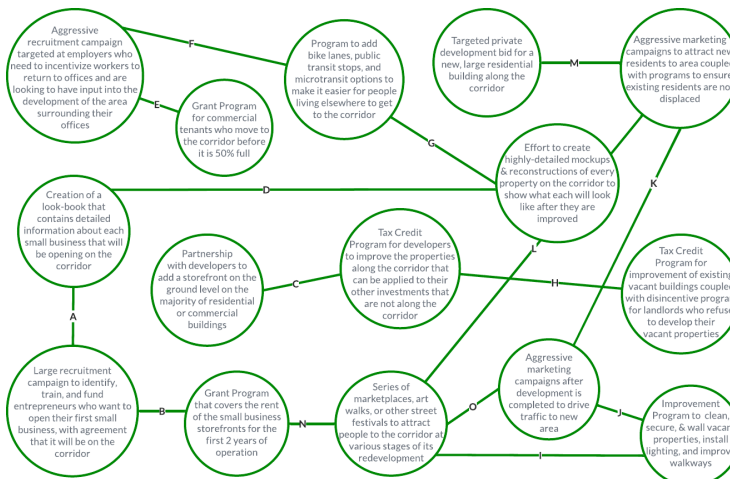 Aggressive
recruitment campaign
targeted at employers who
need to incentivize workers to
return to offices and are
looking to have input into the
development of the area
surrounding their
offices
F
Program to add
bike lanes, public
transit stops, and
microtransit options to
make it easier for people
living elsewhere to get
to the corridor
Targeted private
development bid for a
new, large residential
building along the
corridor
M
Aggressive marketing
campaigns to attract new
residents to area coupled
with programs to ensure
existing residents are not
displaced
E
Grant Program
for commercial
tenants who move to
the corridor before
it is 50% full
G
Effort to create
highly-detailed mockups
& reconstructions of every
property on the corridor to
show what each will look
like after they are
improved
K
D
Creation of a
look-book that
contains detailed
information about each
small business that will
be opening on the
corridor
Partnership
with developers to
add a storefront on the
ground level on the
majority of residential
or commercial
buildings
C
Tax Credit
Program for developers
to improve the properties
along the corridor that
can be applied to their
other investments that
are not along the
corridor
L
H
Tax Credit
Program for
improvement of existing
vacant buildings coupled
with disincentive program
for landlords who refuse
to develop their
vacant properties
A
Large recruitment
campaign to identify,
train, and fund
entrepreneurs who want to
open their first small
business, with agreement
that it will be on the
corridor
B
Grant Program
that covers the rent
of the small business
storefronts for the
first 2 years of
operation
N
Series of
marketplaces, art
walks, or other street
festivals to attract
people to the corridor at
various stages of its
redevelopment
O
Aggressive
marketing
campaigns after
development is
completed to drive
traffic to new
area
J
I
Improvement
Program to clean,
secure, & wall vacant
properties, install
lighting, and improve
walkways